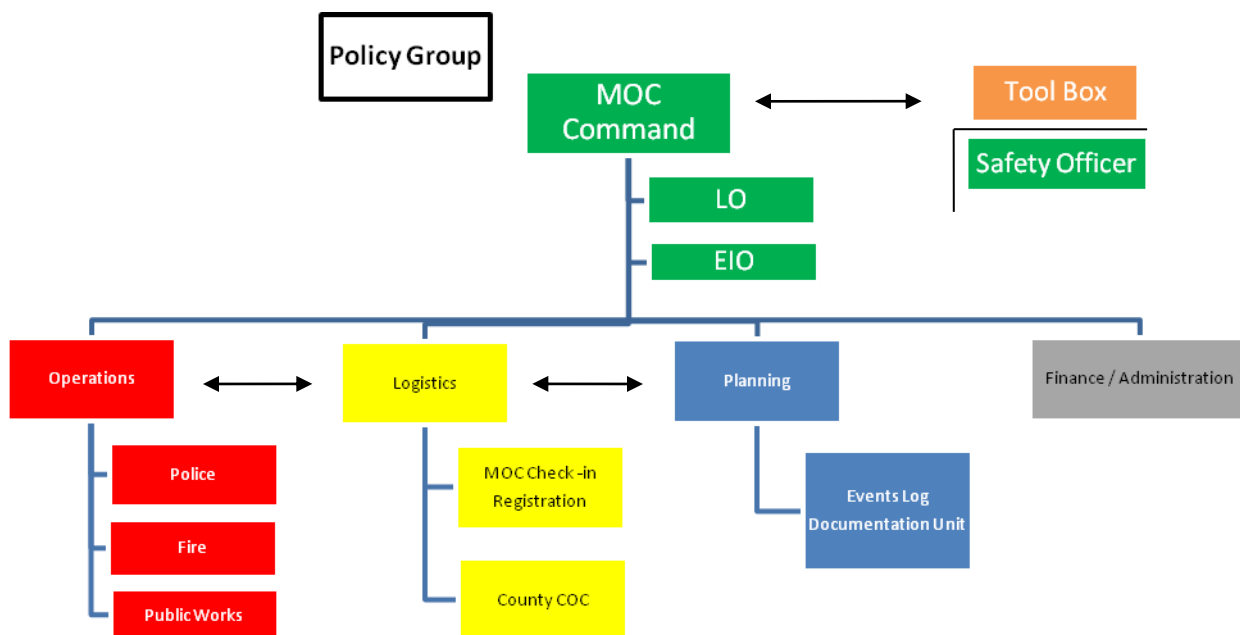 Policy Group
MOC
Command
Tool Box
Safety Officer
LO
EIO
Operations
Logistics
Planning
Finance / Administration
Police
Fire
Public Works
MOC Check -in
Registration
County COC
Events Log
Documentation Unit